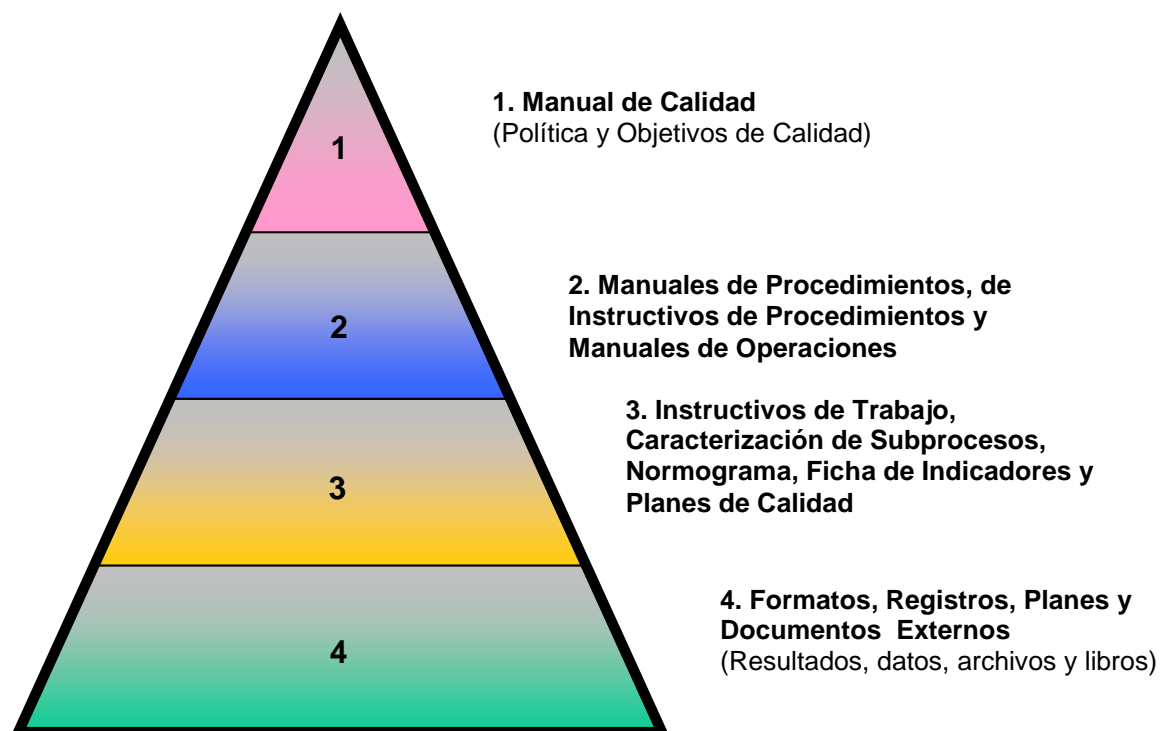 1. Manual de Calidad
(Política y Objetivos de Calidad)
1
2. Manuales de Procedimientos, de
Instructivos de Procedimientos y
Manuales de Operaciones
2
3. Instructivos de Trabajo,
Caracterización de Subprocesos,
Normograma, Ficha de Indicadores y
Planes de Calidad
3
4. Formatos, Registros, Planes y
Documentos  Externos
(Resultados, datos, archivos y libros)
4